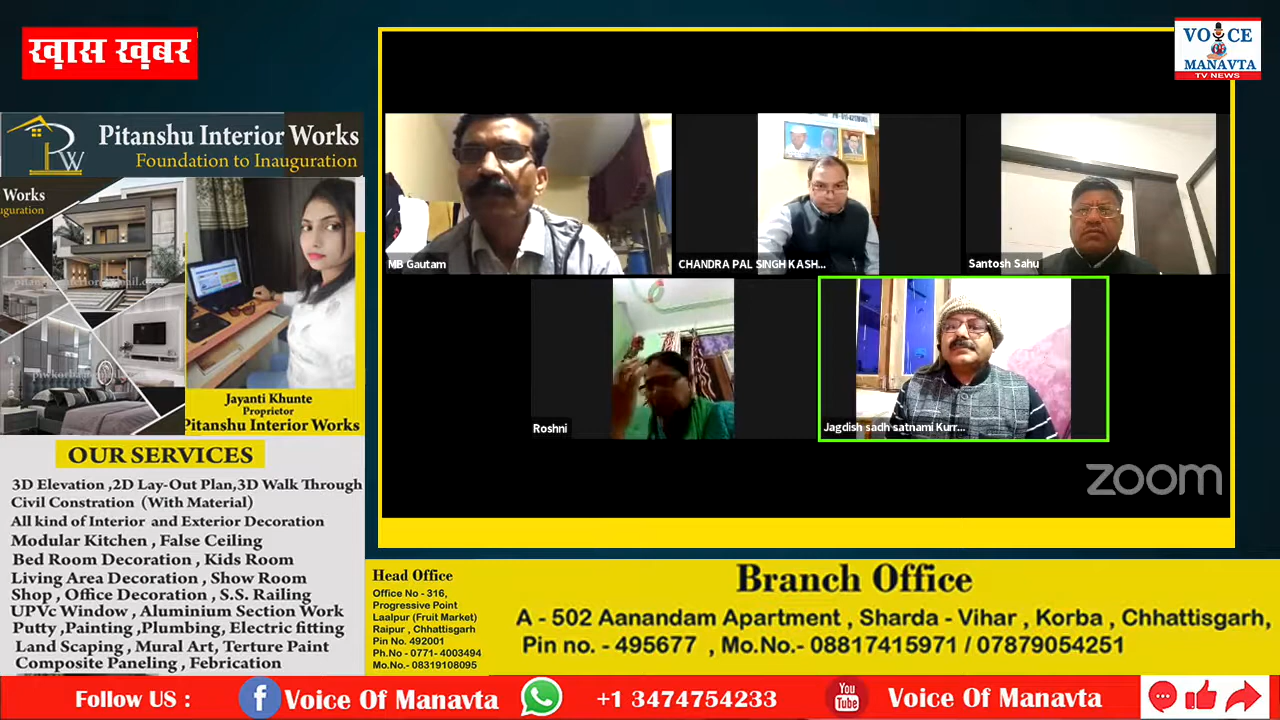 ख़ास ख़बर
VOICE
MANAVTA
TV NEWS
Pitanshu Interior Works
Foundation to Inauguration
Works
uguration
Jayanti Khunte
Proprietor
Pitanshu Interior Works
OUR SERVICES
3D Elevation ,2D Lay-Out Plan,3D Walk Through
Civil Constration (With Material)
All kind of Interior and Exterior Decoration
Modular Kitchen , False Ceiling
Bed Room Decoration , Kids Room
Living Area Decoration , Show Room
Shop , Office Decoration , S.S. Railing
UPVc Window , Aluminium Section Work
Putty ,Painting ,Plumbing, Electric fitting
Land Scaping , Mural Art, Terture Paint
Composite Paneling , Febrication
MB Gautam
CHANDRA PAL SINGH KASH...
Santosh Sahu
Roshni
Jagdish sadh satnami Kurr...
zoom
Head Office
Office No - 316,
Progressive Point
Laalpur (Fruit Market)
Raipur , Chhattisgarh
Pin No. 492001
Ph.No - 0771- 4003494
Mo.No.- 08319108095
Branch Office
A - 502 Aanandam Apartment , Sharda - Vihar , Korba , Chhattisgarh,
Pin no. - 495677 , Mo.No.- 08817415971 / 07879054251
Follow US :
Voice Of Manavta
+1 3474754233
You
Tube
Voice Of Manavta